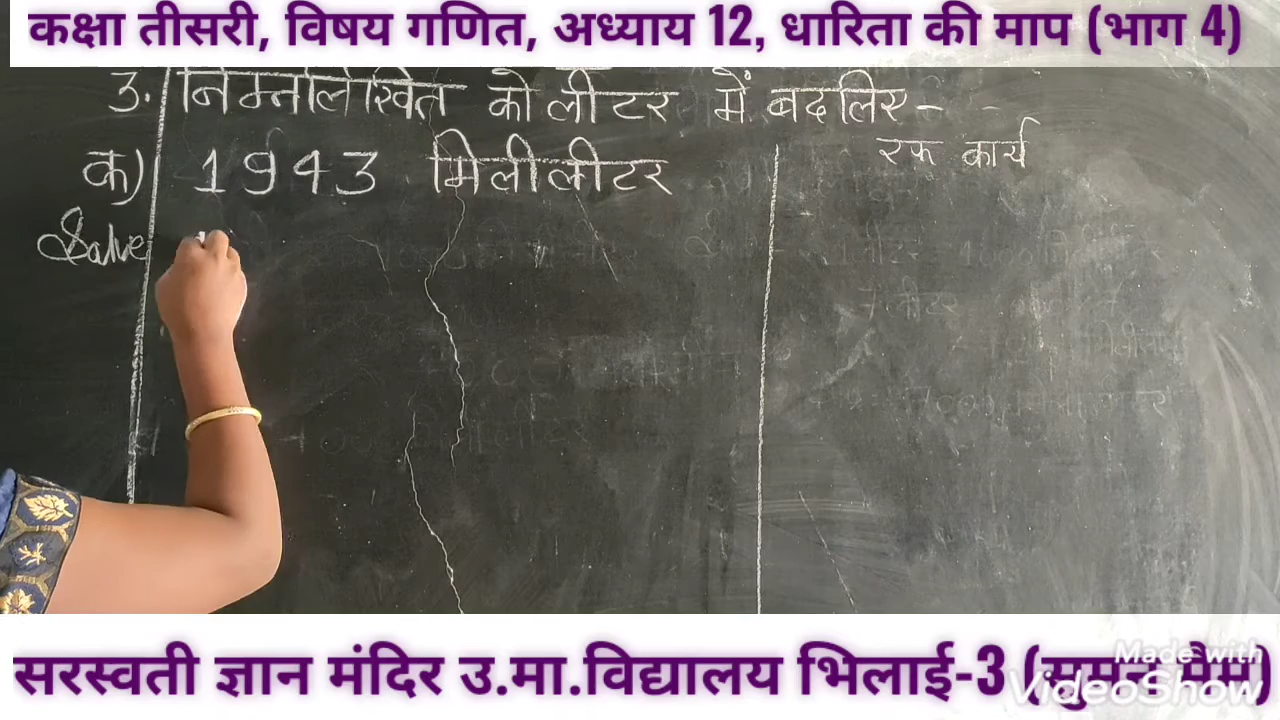 कक्षा तीसरी, विषय गणित, अध्याय 12, धारिता की माप (भाग 4)
3. निम्नलिखित को लीटर में बदलिए -
रफ कार्य
क) 1943 मिलीलीटर
Solve
सरस्वती ज्ञान मंदिर उ.मा.विद्यालय भिलाई-3 (सुमन मैम)
Made with
VideoShow